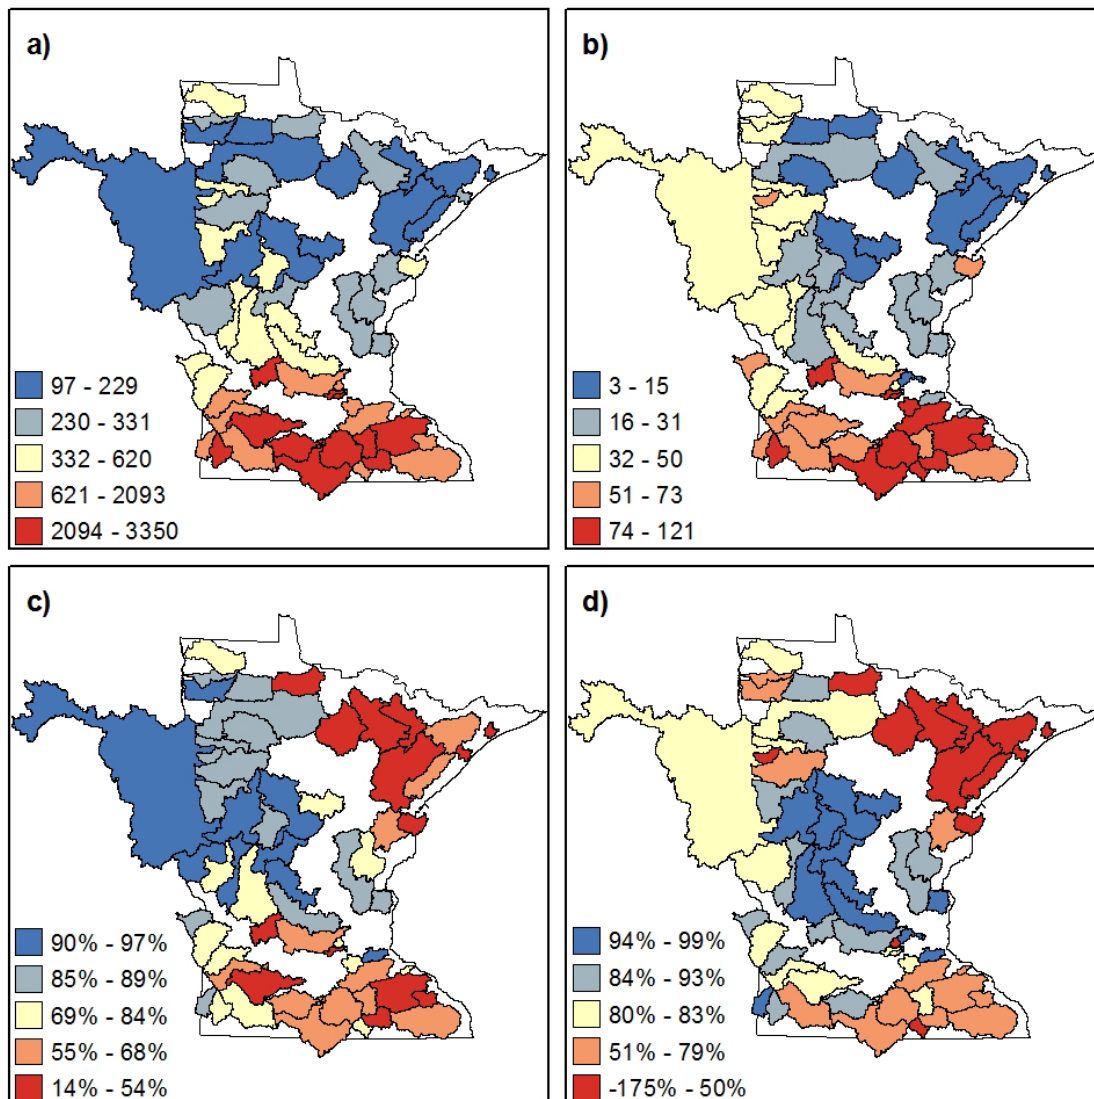 a)
97 - 229
230 - 331
332 - 620
621 - 2093
2094 - 3350
b)
3 - 15
16 - 31
32 - 50
51 - 73
74 - 121
c)
90% - 97%
85% - 89%
69% - 84%
55% - 68%
14% - 54%
d)
94% - 99%
84% - 93%
80% - 83%
51% - 79%
-175% - 50%